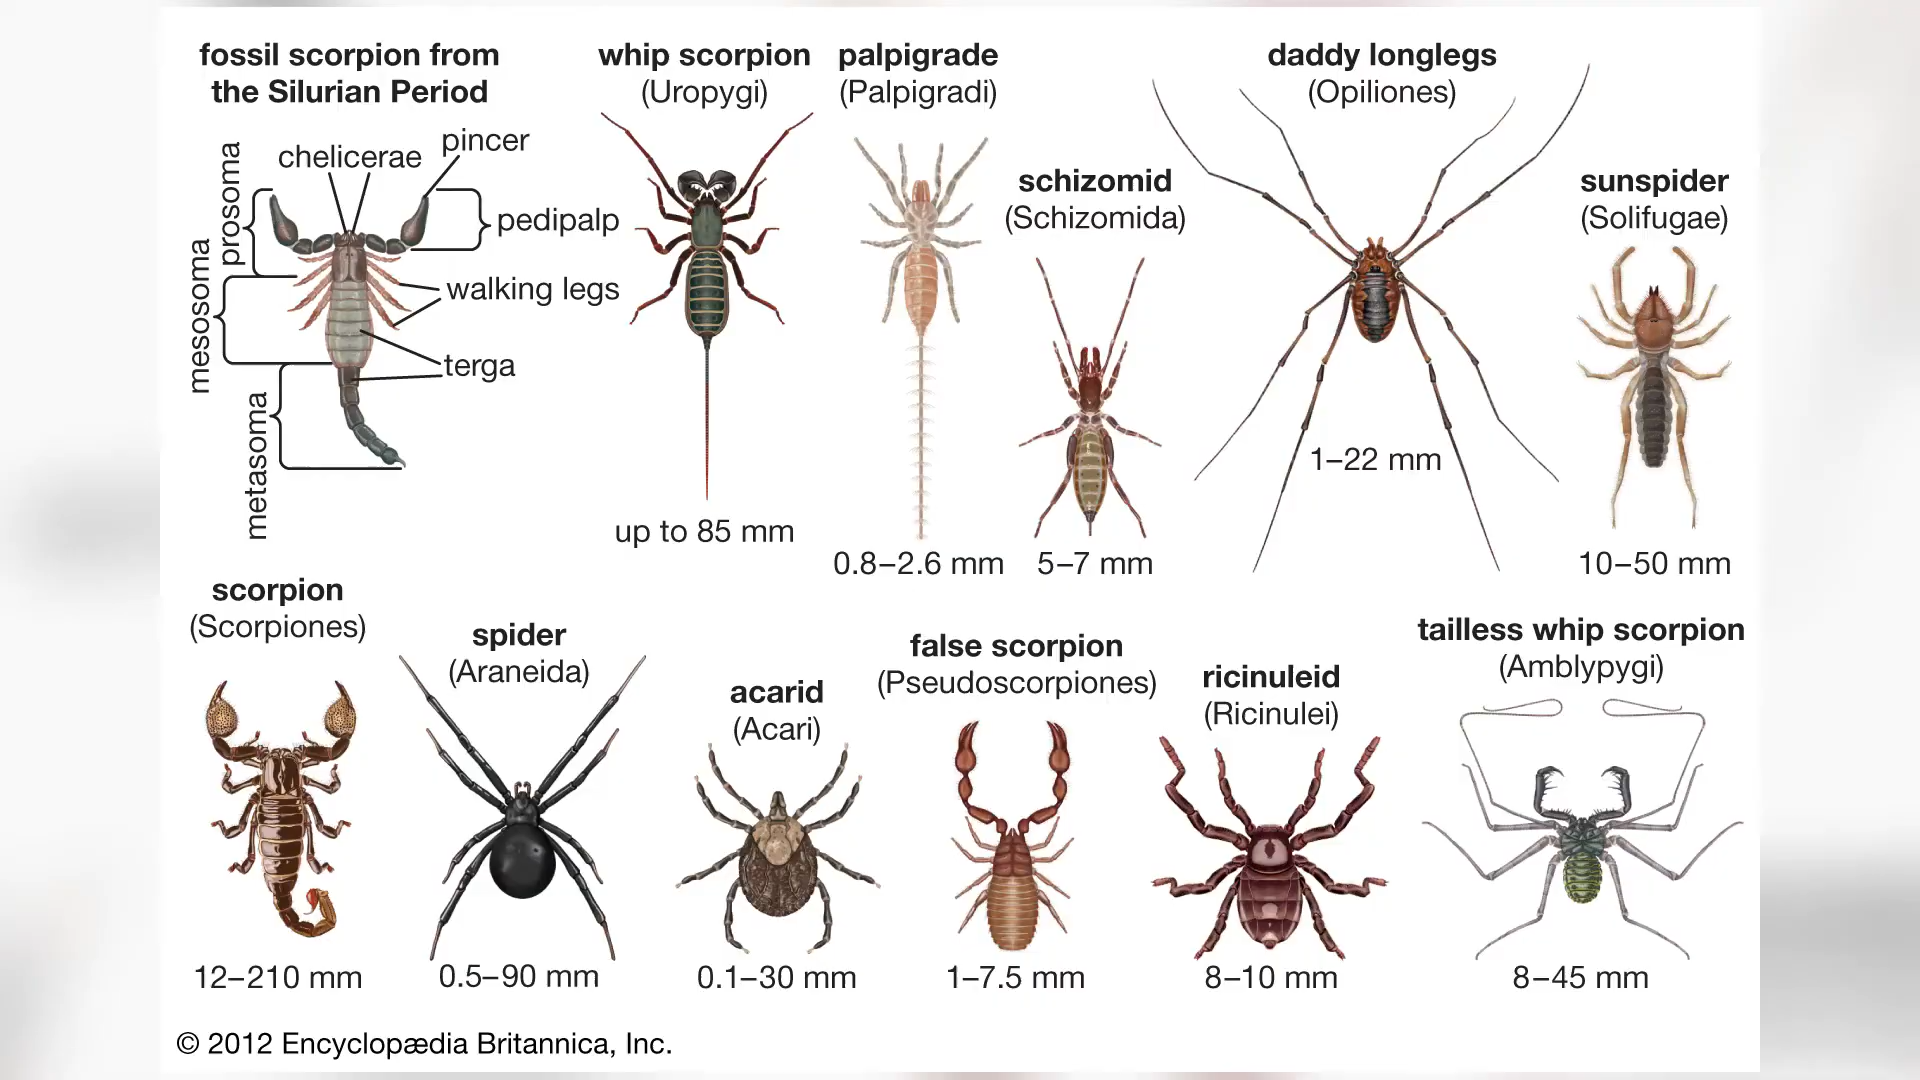 fossil scorpion from
the Silurian Period
chelicerae
pincer
prosoma
pedipalp
mesosoma
walking legs
terga
metasoma
whip scorpion
(Uropygi)
up to 85 mm
palpigrade
(Palpigradi)
0.8–2.6 mm
schizomid
(Schizomida)
5–7 mm
daddy longlegs
(Opiliones)
1–22 mm
sunspider
(Solifugae)
10–50 mm
scorpion
(Scorpiones)
12–210 mm
spider
(Araneida)
0.5–90 mm
acarid
(Acari)
0.1–30 mm
false scorpion
(Pseudoscorpiones)
1–7.5 mm
ricinuleid
(Ricinulei)
8–10 mm
tailless whip scorpion
(Amblypygi)
8–45 mm
© 2012 Encyclopædia Britannica, Inc.